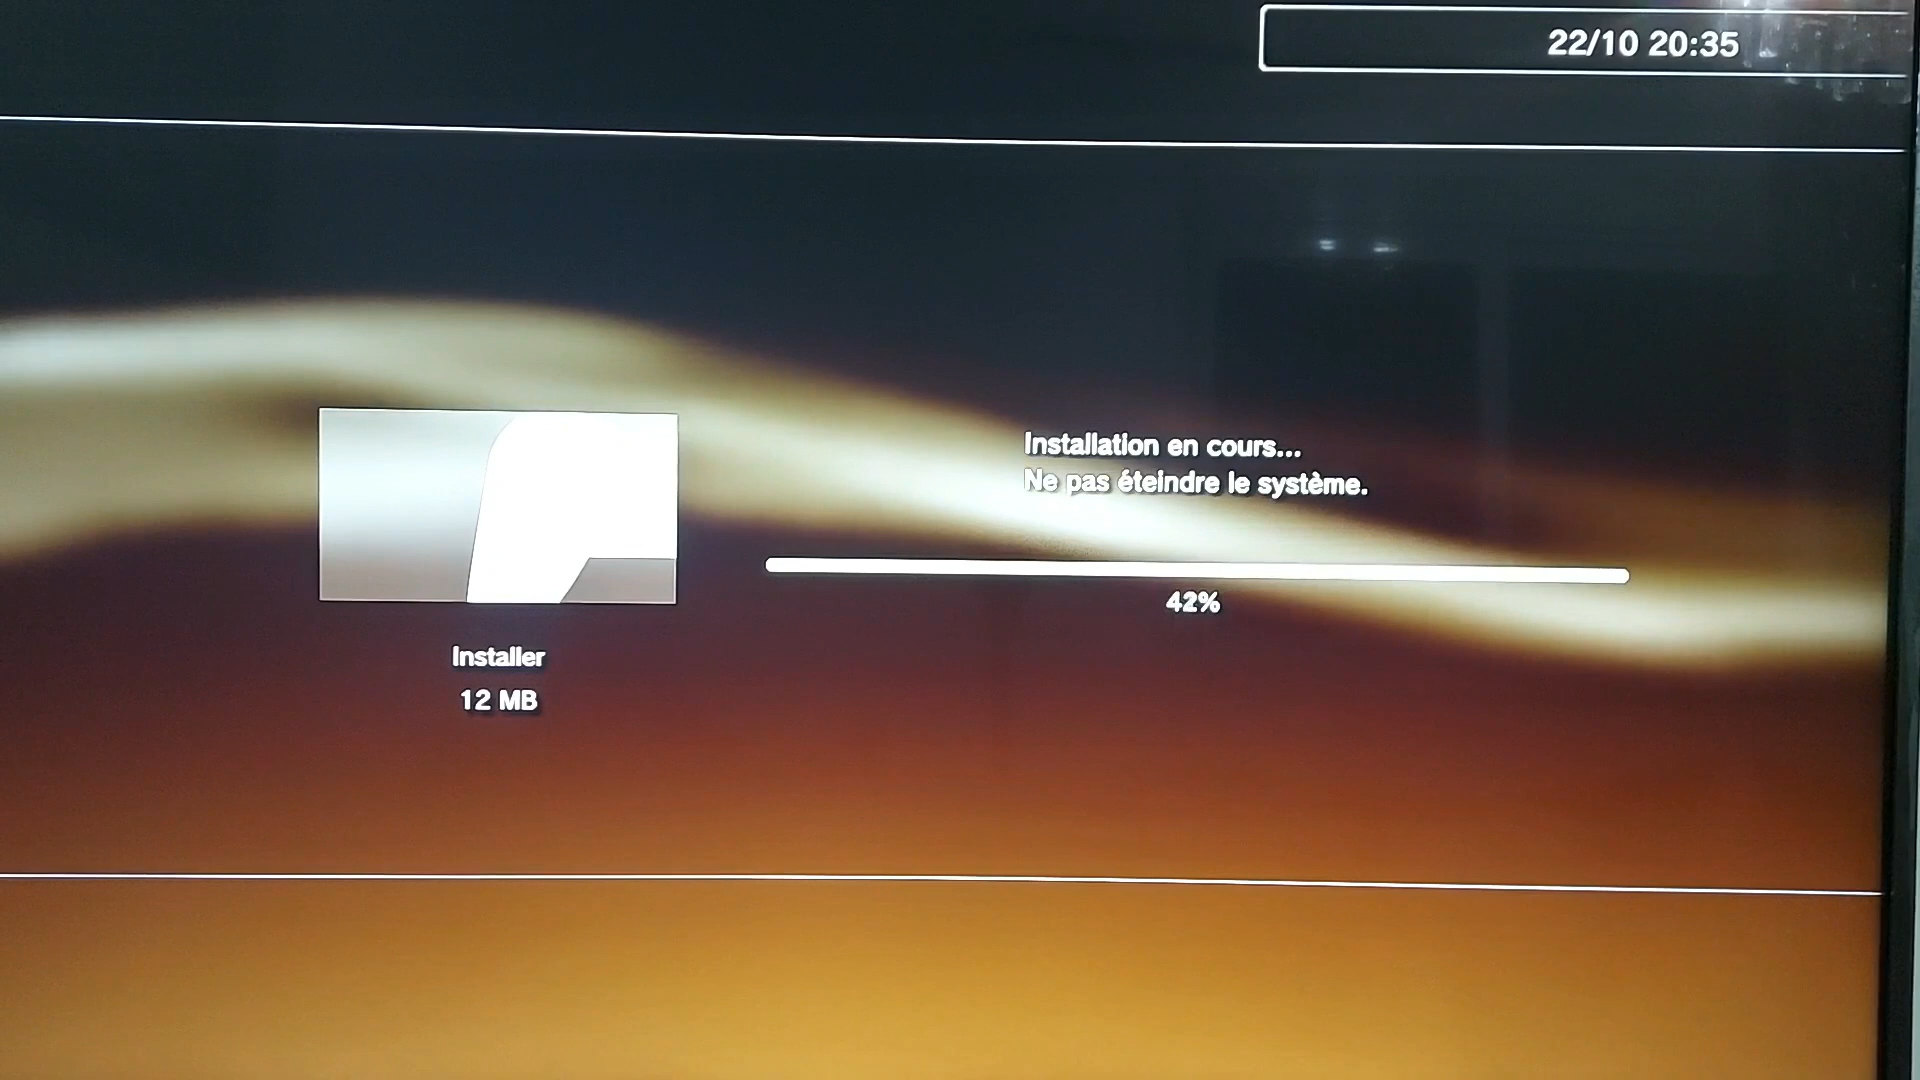 22/10 20:35
Installation en cours...
Ne pas éteindre le système.
42%
Installer
12 MB